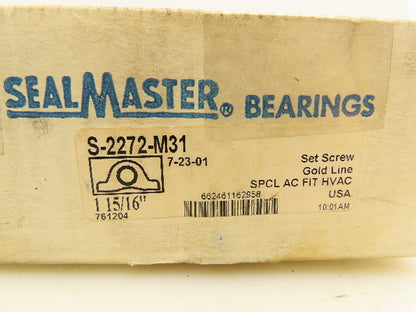 SEALMASTER® BEARINGS
S-2272-M31
7-23-01
Set Screw
Gold Line
SPCL AC FIT HVAC
USA
10:01AM
1 15/16"
761204
662461162958